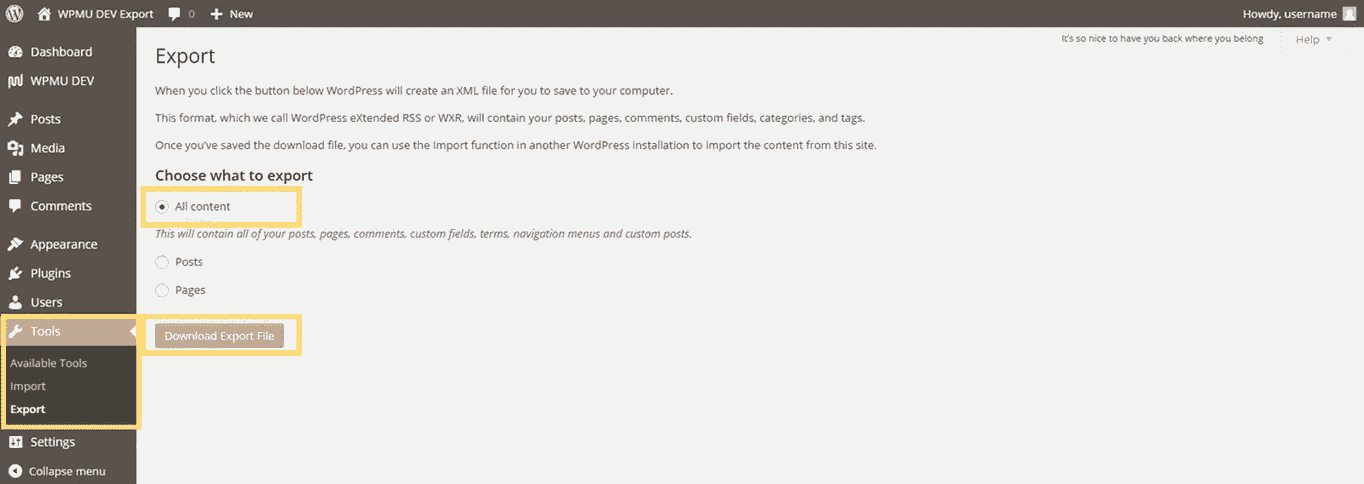 WPMU DEV Export 0 New Howdy, username
It's so nice to have you back where you belong Help
Dashboard
WPMU DEV
Posts
Media
Pages
Comments
Appearance
Plugins
Users
Tools
Available Tools
Import
Export
Settings
Collapse menu
Export
When you click the button below WordPress will create an XML file for you to save to your computer.
This format, which we call WordPress eXtended RSS or WXR, will contain your posts, pages, comments, custom fields, categories, and tags.
Once you've saved the download file, you can use the Import function in another WordPress installation to import the content from this site.
Choose what to export
All content
This will contain all of your posts, pages, comments, custom fields, terms, navigation menus and custom posts.
Posts
Pages
Download Export File